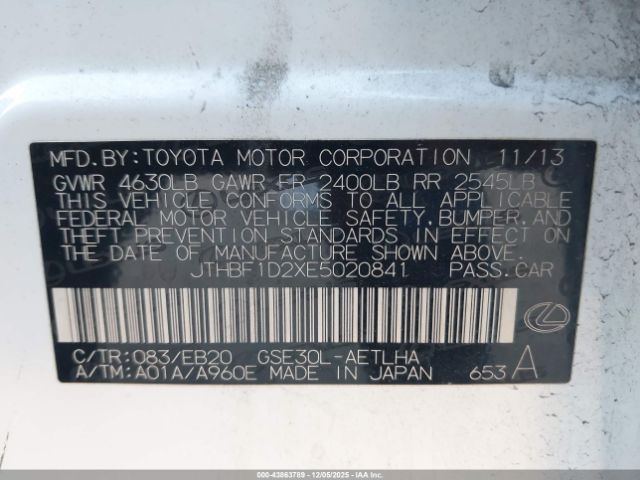 MFD.BY:TOYOTA MOTOR CORPORATION 11/13
GVWR 4630LB GAWR FR 2400LB RR 2545LB
THIS VEHICLE CONFORMS TO ALL APPLICABLE
FEDERAL MOTOR VEHICLE SAFETY,BUMPER,AND
THEFT PREVENTION STANDARDS IN EFFECT ON
THE DATE OF MANUFACTURE SHOWN ABOVE.
JTHBF1D2XE5020841 PASS.CAR
C/TR:083/EB20 GSE30L-AETLHA
A/TM:A01A/A960E MADE IN JAPAN 653 A
000-43863789 - 12/05/2025 - IAAI.COM